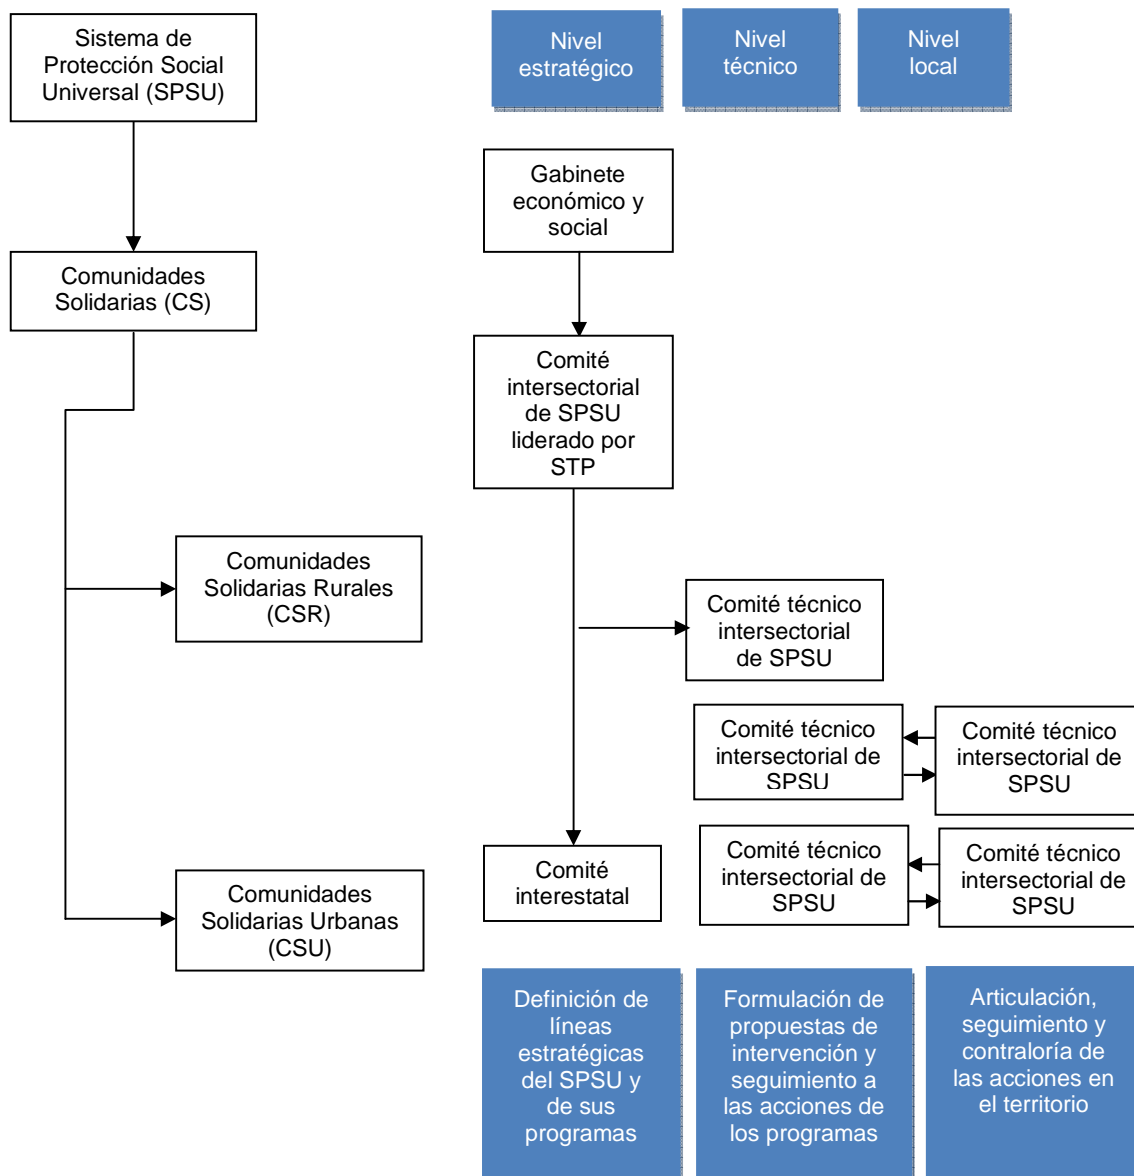 Sistema de
Protección Social
Universal (SPSU)
Nivel
estratégico
Nivel
técnico
Nivel
local
Gabinete
económico y
social
Comunidades
Solidarias (CS)
Comité
intersectorial
de SPSU
liderado por
STP
Comunidades
Solidarias Rurales
(CSR)
Comité técnico
intersectorial
de SPSU
Comité técnico
intersectorial de
SPSU
Comité técnico
intersectorial de
SPSU
Comunidades
Solidarias Urbanas
(CSU)
Comité
interestatal
Comité técnico
intersectorial de
SPSU
Comité técnico
intersectorial de
SPSU
Definición de
líneas
estratégicas
del SPSU y
de sus
programas
Formulación de
propuestas de
intervención y
seguimiento a
las acciones de
los programas
Articulación,
seguimiento y
contraloría de
las acciones en
el territorio